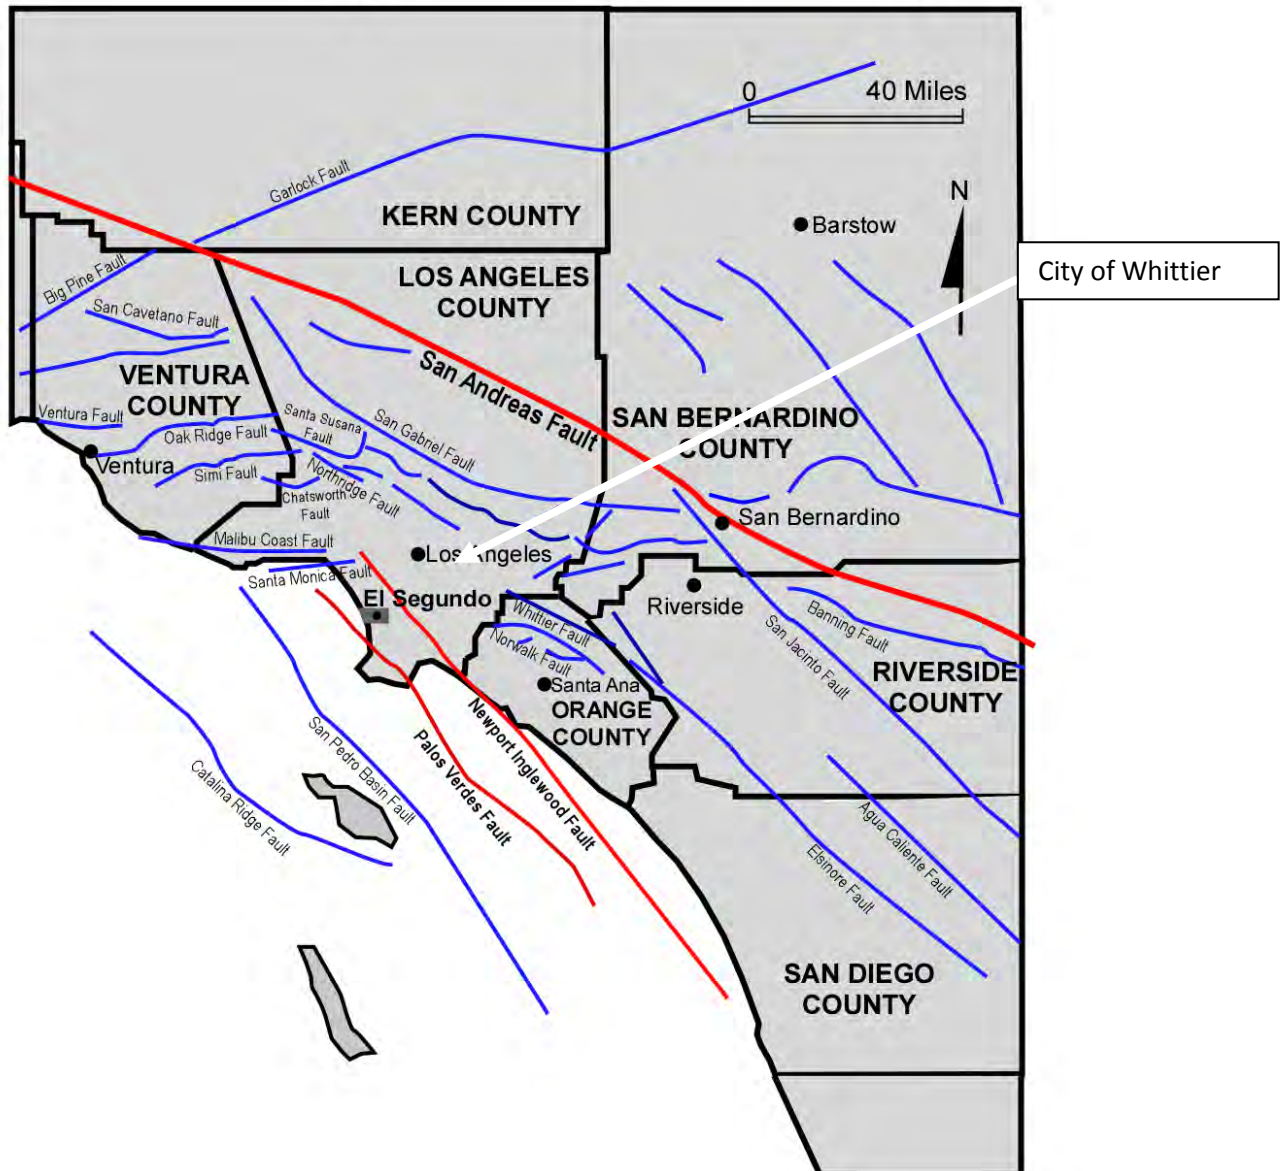 0 40 Miles
N
Garlock Fault
KERN COUNTY
Barstow
City of Whittier
Big Pine Fault
LOS ANGELES
COUNTY
San Cavetano Fault
VENTURA
COUNTY
San Andreas Fault
SAN BERNARDINO
COUNTY
Ventura Fault
Santa Susana
Fault
San Gabriel Fault
Oak Ridge Fault
Ventura
Simi Fault
Northridge Fault
Chatsworth
Fault
San Bernardino
Malibu Coast Fault
Los Angeles
Santa Monica Fault
El Segundo
Whittier Fault
Riverside
Banning Fault
San Jacinto Fault
Norwalk Fault
RIVERSIDE
COUNTY
Santa Ana
ORANGE
COUNTY
Newport Inglewood Fault
San Pedro Basin Fault
Palos Verdes Fault
Catalina Ridge Fault
Agua Caliente Fault
Elsinore Fault
SAN DIEGO
COUNTY